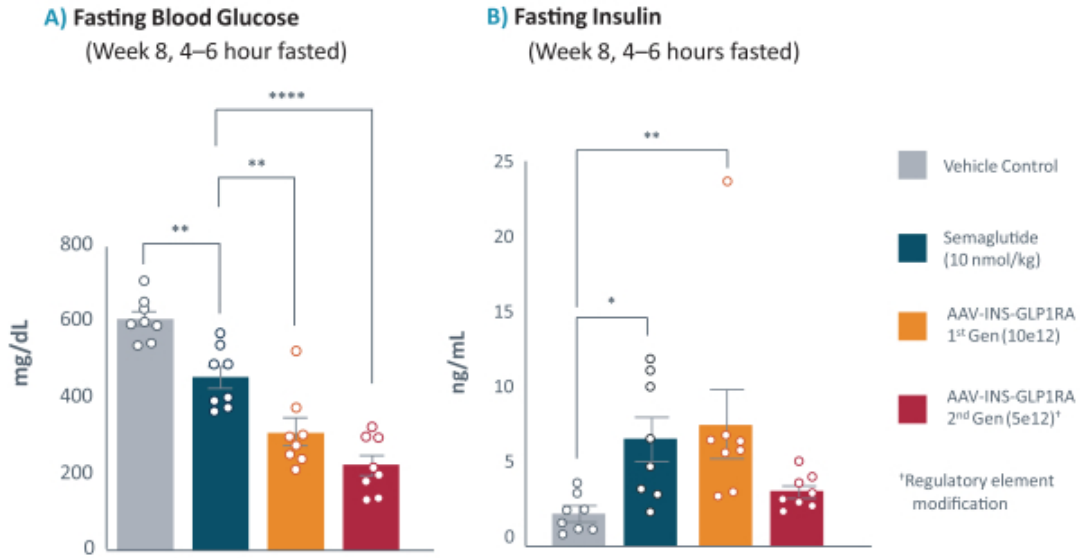 A) Fasting Blood Glucose
(Week 8, 4–6 hour fasted)
****
**
**
800
600
400
200
0
mg/dL
B) Fasting Insulin
(Week 8, 4–6 hours fasted)
**
*
25
20
15
10
5
0
ng/mL
Vehicle Control
Semaglutide
(10 nmol/kg)
AAV-INS-GLP1RA
1st Gen (10e12)
AAV-INS-GLP1RA
2nd Gen (5e12)†
†Regulatory element
modification